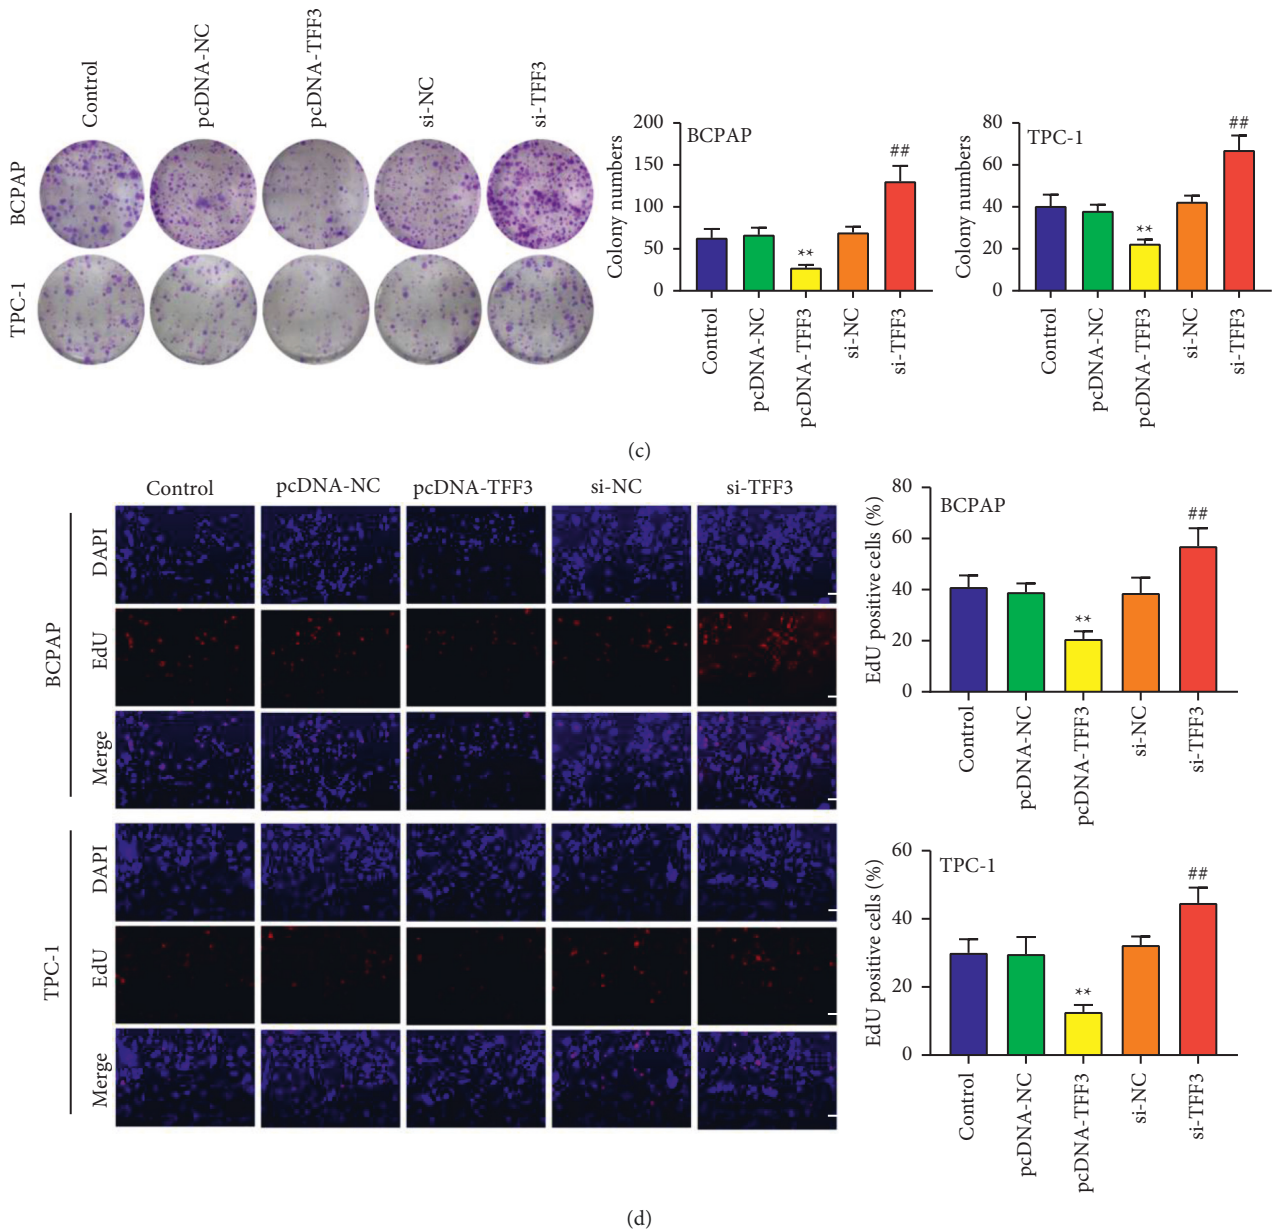 Control
pcDNA-NC
pcDNA-TFF3
si-NC
si-TFF3
BCPAP
TPC-1
Colony numbers
200
150
100
50
0
BCPAP
**
##
Control
pcDNA-NC
pcDNA-TFF3
si-NC
si-TFF3
Colony numbers
80
60
40
20
0
TPC-1
**
##
Control
pcDNA-NC
pcDNA-TFF3
si-NC
si-TFF3
(c)
Control
pcDNA-NC
pcDNA-TFF3
si-NC
si-TFF3
BCPAP
DAPI
EdU
Merge
TPC-1
DAPI
EdU
Merge
EdU positive cells (%)
80
60
40
20
0
BCPAP
**
##
Control
pcDNA-NC
pcDNA-TFF3
si-NC
si-TFF3
EdU positive cells (%)
60
40
20
0
TPC-1
**
##
Control
pcDNA-NC
pcDNA-TFF3
si-NC
si-TFF3
(d)